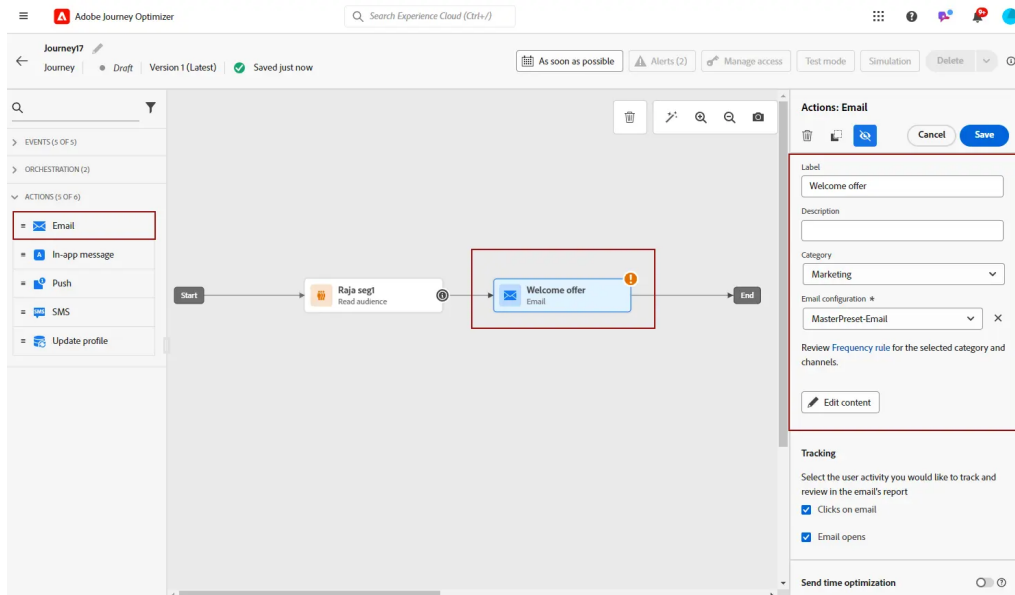 Adobe Journey Optimizer
Search Experience Cloud (Ctrl+/)
9+
Journey17
Journey
Draft
Version 1 (Latest)
Saved just now
As soon as possible
Alerts (2)
Manage access
Test mode
Simulation
Delete
EVENTS (5 OF 5)
ORCHESTRATION (2)
ACTIONS (5 OF 6)
Email
In-app message
Push
SMS
SMS
Update profile
Start
Raja seg1
Read audience
Welcome offer
Email
End
Actions: Email
Cancel
Save
Label
Welcome offer
Description
Category
Marketing
Email configuration *
MasterPreset-Email
Review Frequency rule for the selected category and
channels.
Edit content
Tracking
Select the user activity you would like to track and
review in the email's report
Clicks on email
Email opens
Send time optimization